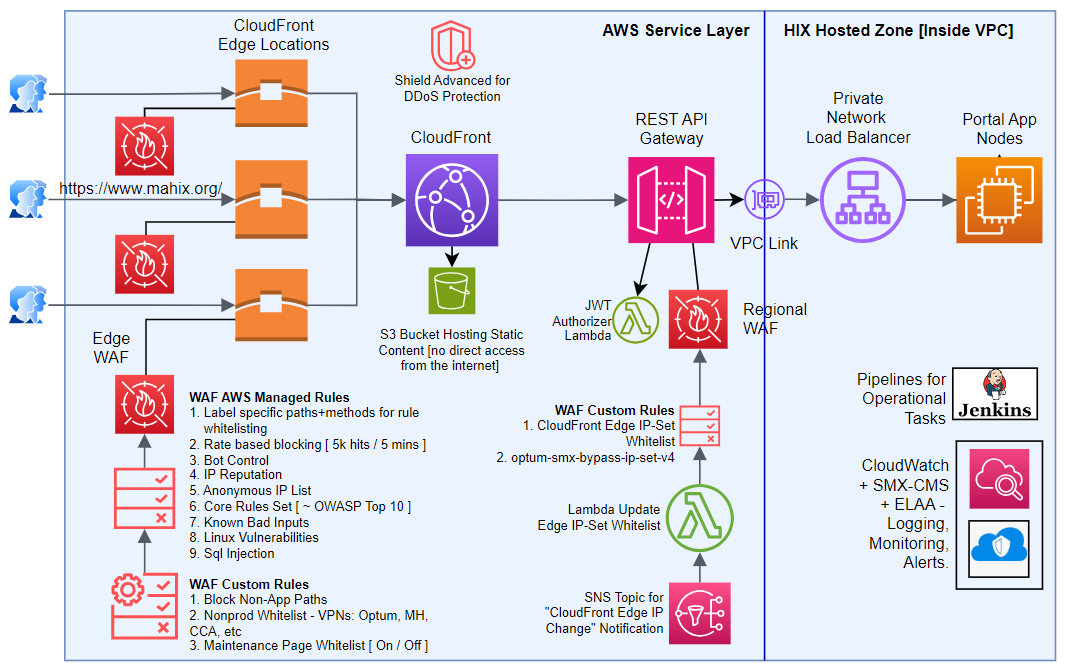 CloudFront
Edge Locations
AWS Service Layer
HIX Hosted Zone [Inside VPC]
Shield Advanced for
DDoS Protection
https://www.mahix.org/
CloudFront
REST API
Gateway
Private
Network
Load Balancer
Portal App
Nodes
VPC Link
S3 Bucket Hosting Static
Content [no direct access
from the internet]
JWT
Authorizer
Lambda
Regional
WAF
Edge
WAF
WAF AWS Managed Rules
1. Label specific paths+methods for rule
whitelisting
2. Rate based blocking [ 5k hits / 5 mins ]
3. Bot Control
4. IP Reputation
5. Anonymous IP List
6. Core Rules Set [ ~ OWASP Top 10 ]
7. Known Bad Inputs
8. Linux Vulnerabilities
9. Sql Injection
WAF Custom Rules
1. Block Non-App Paths
2. Nonprod Whitelist - VPNs: Optum, MH,
CCA, etc
3. Maintenance Page Whitelist [ On / Off ]
WAF Custom Rules
1. CloudFront Edge IP-Set
Whitelist
2. optum-smx-bypass-ip-set-v4
Lambda Update
Edge IP-Set Whitelist
SNS Topic for
"CloudFront Edge IP
Change" Notification
Pipelines for
Operational
Tasks
Jenkins
CloudWatch
+ SMX-CMS
+ ELAA -
Logging,
Monitoring,
Alerts.